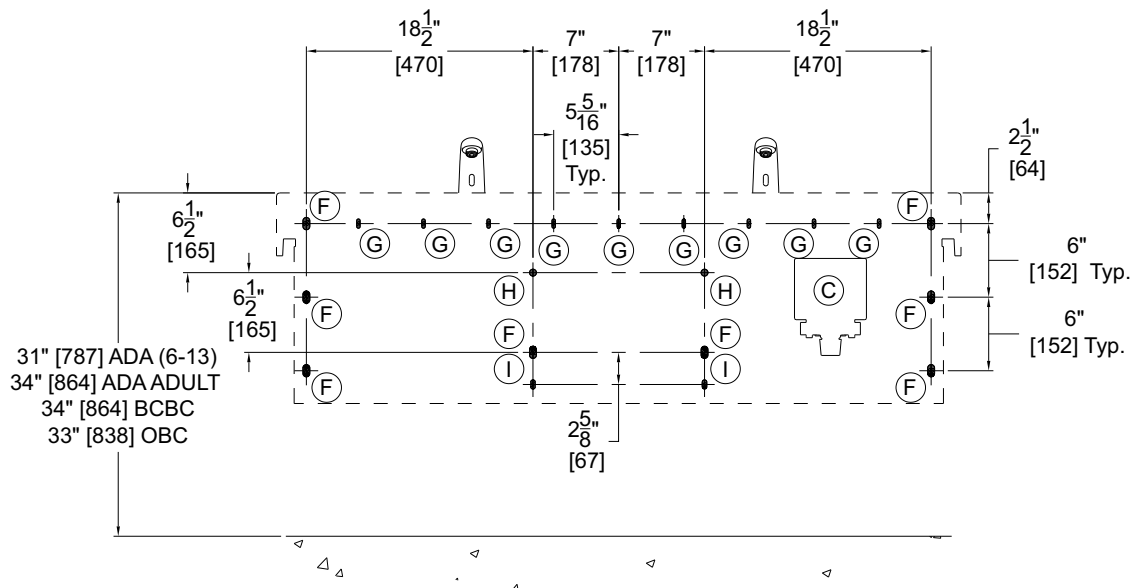 18 1/2" 7" 7" 18 1/2"
[470] [178] [178] [470]
5 5/16"
[135]
Typ.
2 1/2"
[64]
6 1/2"
[165]
F F
G G G G G G G G G
6"
[152] Typ.
H H C
6 1/2"
[165]
F F F F
6"
[152] Typ.
I I
F F
31" [787] ADA (6-13)
34" [864] ADA ADULT
34" [864] BCBC
33" [838] OBC
2 5/8"
[67]